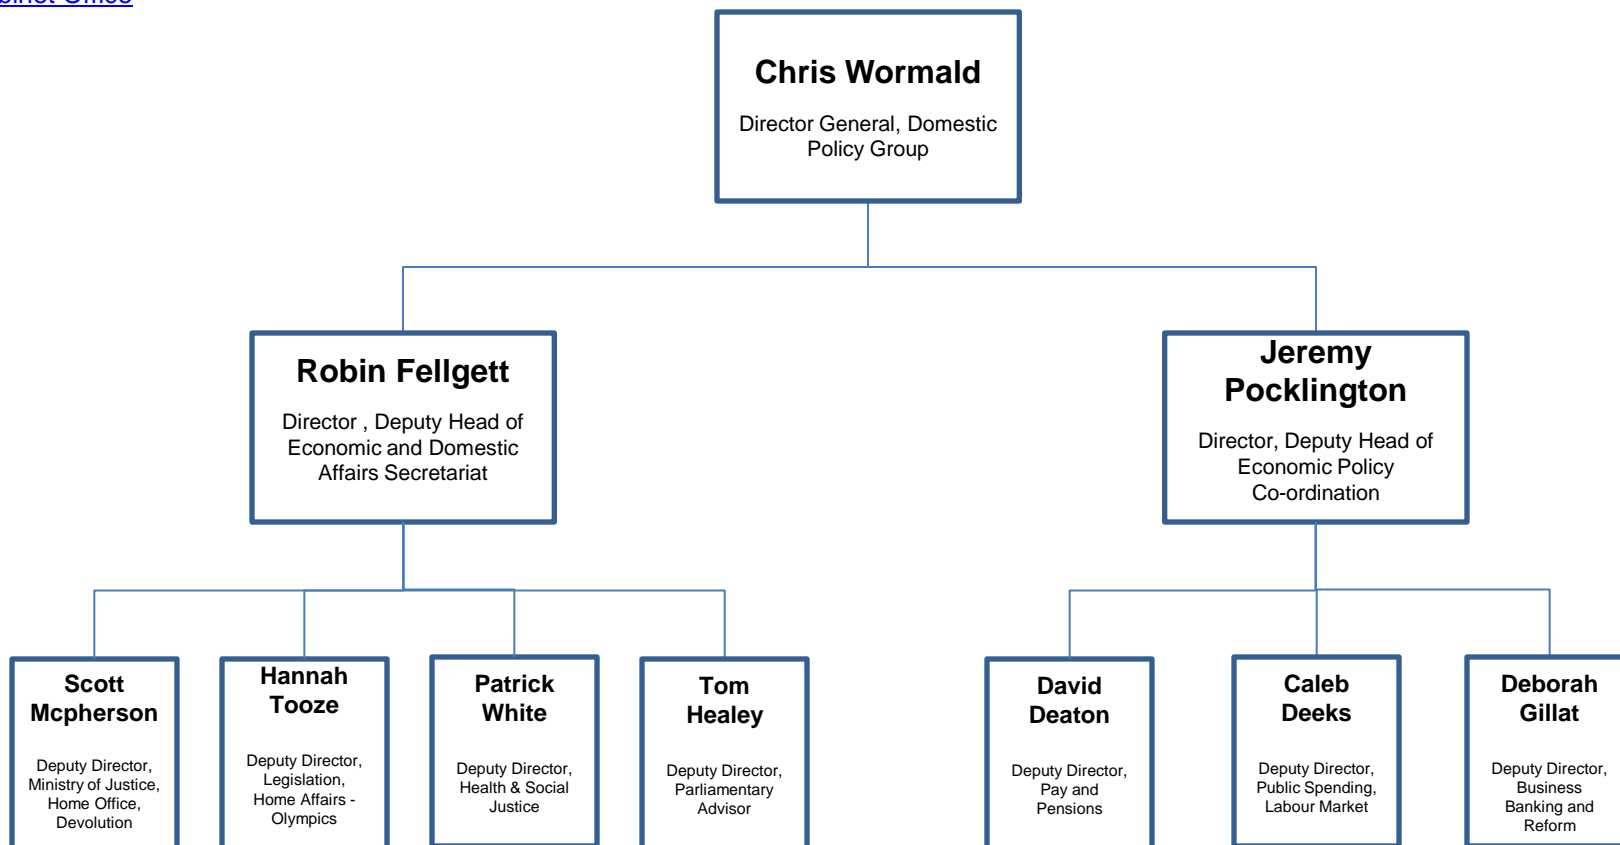 Chris Wormald
Director General, Domestic
Policy Group
Robin Fellgett
Director , Deputy Head of
Economic and Domestic
Affairs Secretariat
Jeremy
Pocklington
Director, Deputy Head of
Economic Policy
Co-ordination
Scott
Mcpherson
Deputy Director,
Ministry of Justice,
Home Office,
Devolution
Hannah
Tooze
Deputy Director,
Legislation,
Home Affairs -
Olympics
Patrick
White
Deputy Director,
Health & Social
Justice
Tom
Healey
Deputy Director,
Parliamentary
Advisor
David
Deaton
Deputy Director,
Pay and
Pensions
Caleb
Deeks
Deputy Director,
Public Spending,
Labour Market
Deborah
Gillat
Deputy Director,
Business
Banking and
Reform